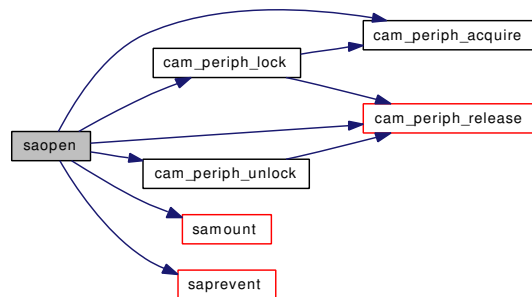 cam_periph_acquire
cam_periph_lock
cam_periph_release
saopen
cam_periph_unlock
samount
saprevent